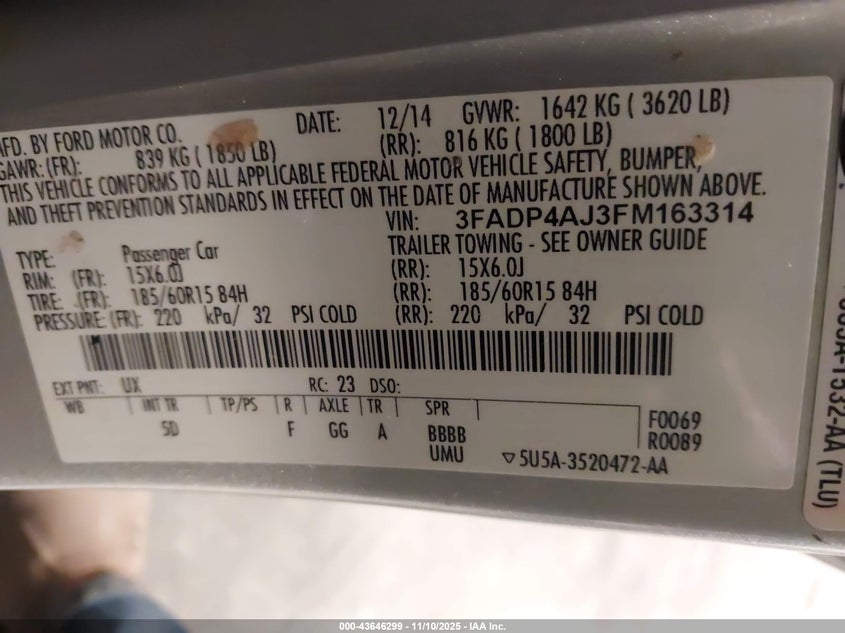 MFD. BY FORD MOTOR CO.
DATE: 12/14 GVWR: 1642 KG ( 3620 LB)
GAWR: (FR): 839 KG ( 1850 LB) (RR): 816 KG ( 1800 LB)
THIS VEHICLE CONFORMS TO ALL APPLICABLE FEDERAL MOTOR VEHICLE SAFETY, BUMPER,
AND THEFT PREVENTION STANDARDS IN EFFECT ON THE DATE OF MANUFACTURE SHOWN ABOVE.
VIN: 3FADP4AJ3FM163314
TYPE: Passenger Car TRAILER TOWING - SEE OWNER GUIDE
RIM: (FR): 15X6.0J (RR): 15X6.0J
TIRE: (FR): 185/60R15 84H (RR): 185/60R15 84H
PRESSURE: (FR): 220 kPa/ 32 PSI COLD (RR): 220 kPa/ 32 PSI COLD
EXT PNT: UX RC: 23 DSO:
WB INT TR TP/PS R AXLE TR SPR
5D F GG A BBBB
UMU
F0069
R0089
▽5U5A-3520472-AA
1532-AA (TLU)
000-43646299 - 11/10/2025 - IAA Inc.